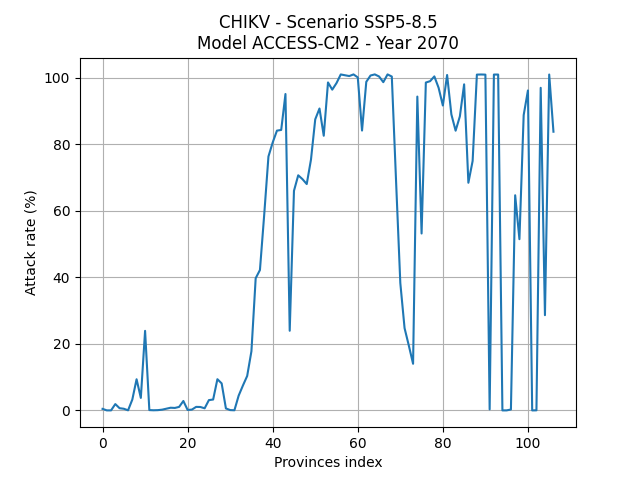 CHIKV - Scenario SSP5-8.5
Model ACCESS-CM2 - Year 2070
Attack rate (%)
100
80
60
40
20
0
0 20 40 60 80 100
Provinces index